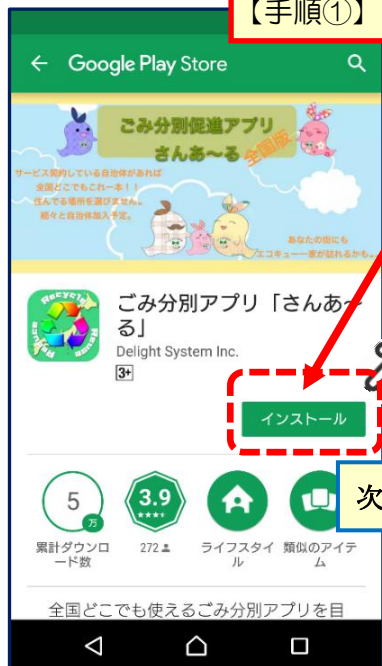 【手順①】
Google Play Store
ごみ分別促進アプリ
さんあ～る 全国版
サービス契約している自治体があれば
全国どこでもこれ一本！！
住んでる場所を選びません。
続々と自治体加入予定。
あなたの街にも
エコキュー一家が訪れるかも。
Recycle Reuse Reduce
ごみ分別アプリ「さんあ～
る」
Delight System Inc.
3+
インストール
5
万
3.9
次
累計ダウンロ
ード数
272
ライフスタイ
ル
類似のアイテ
ム
全国どこでも使えるごみ分別アプリを目